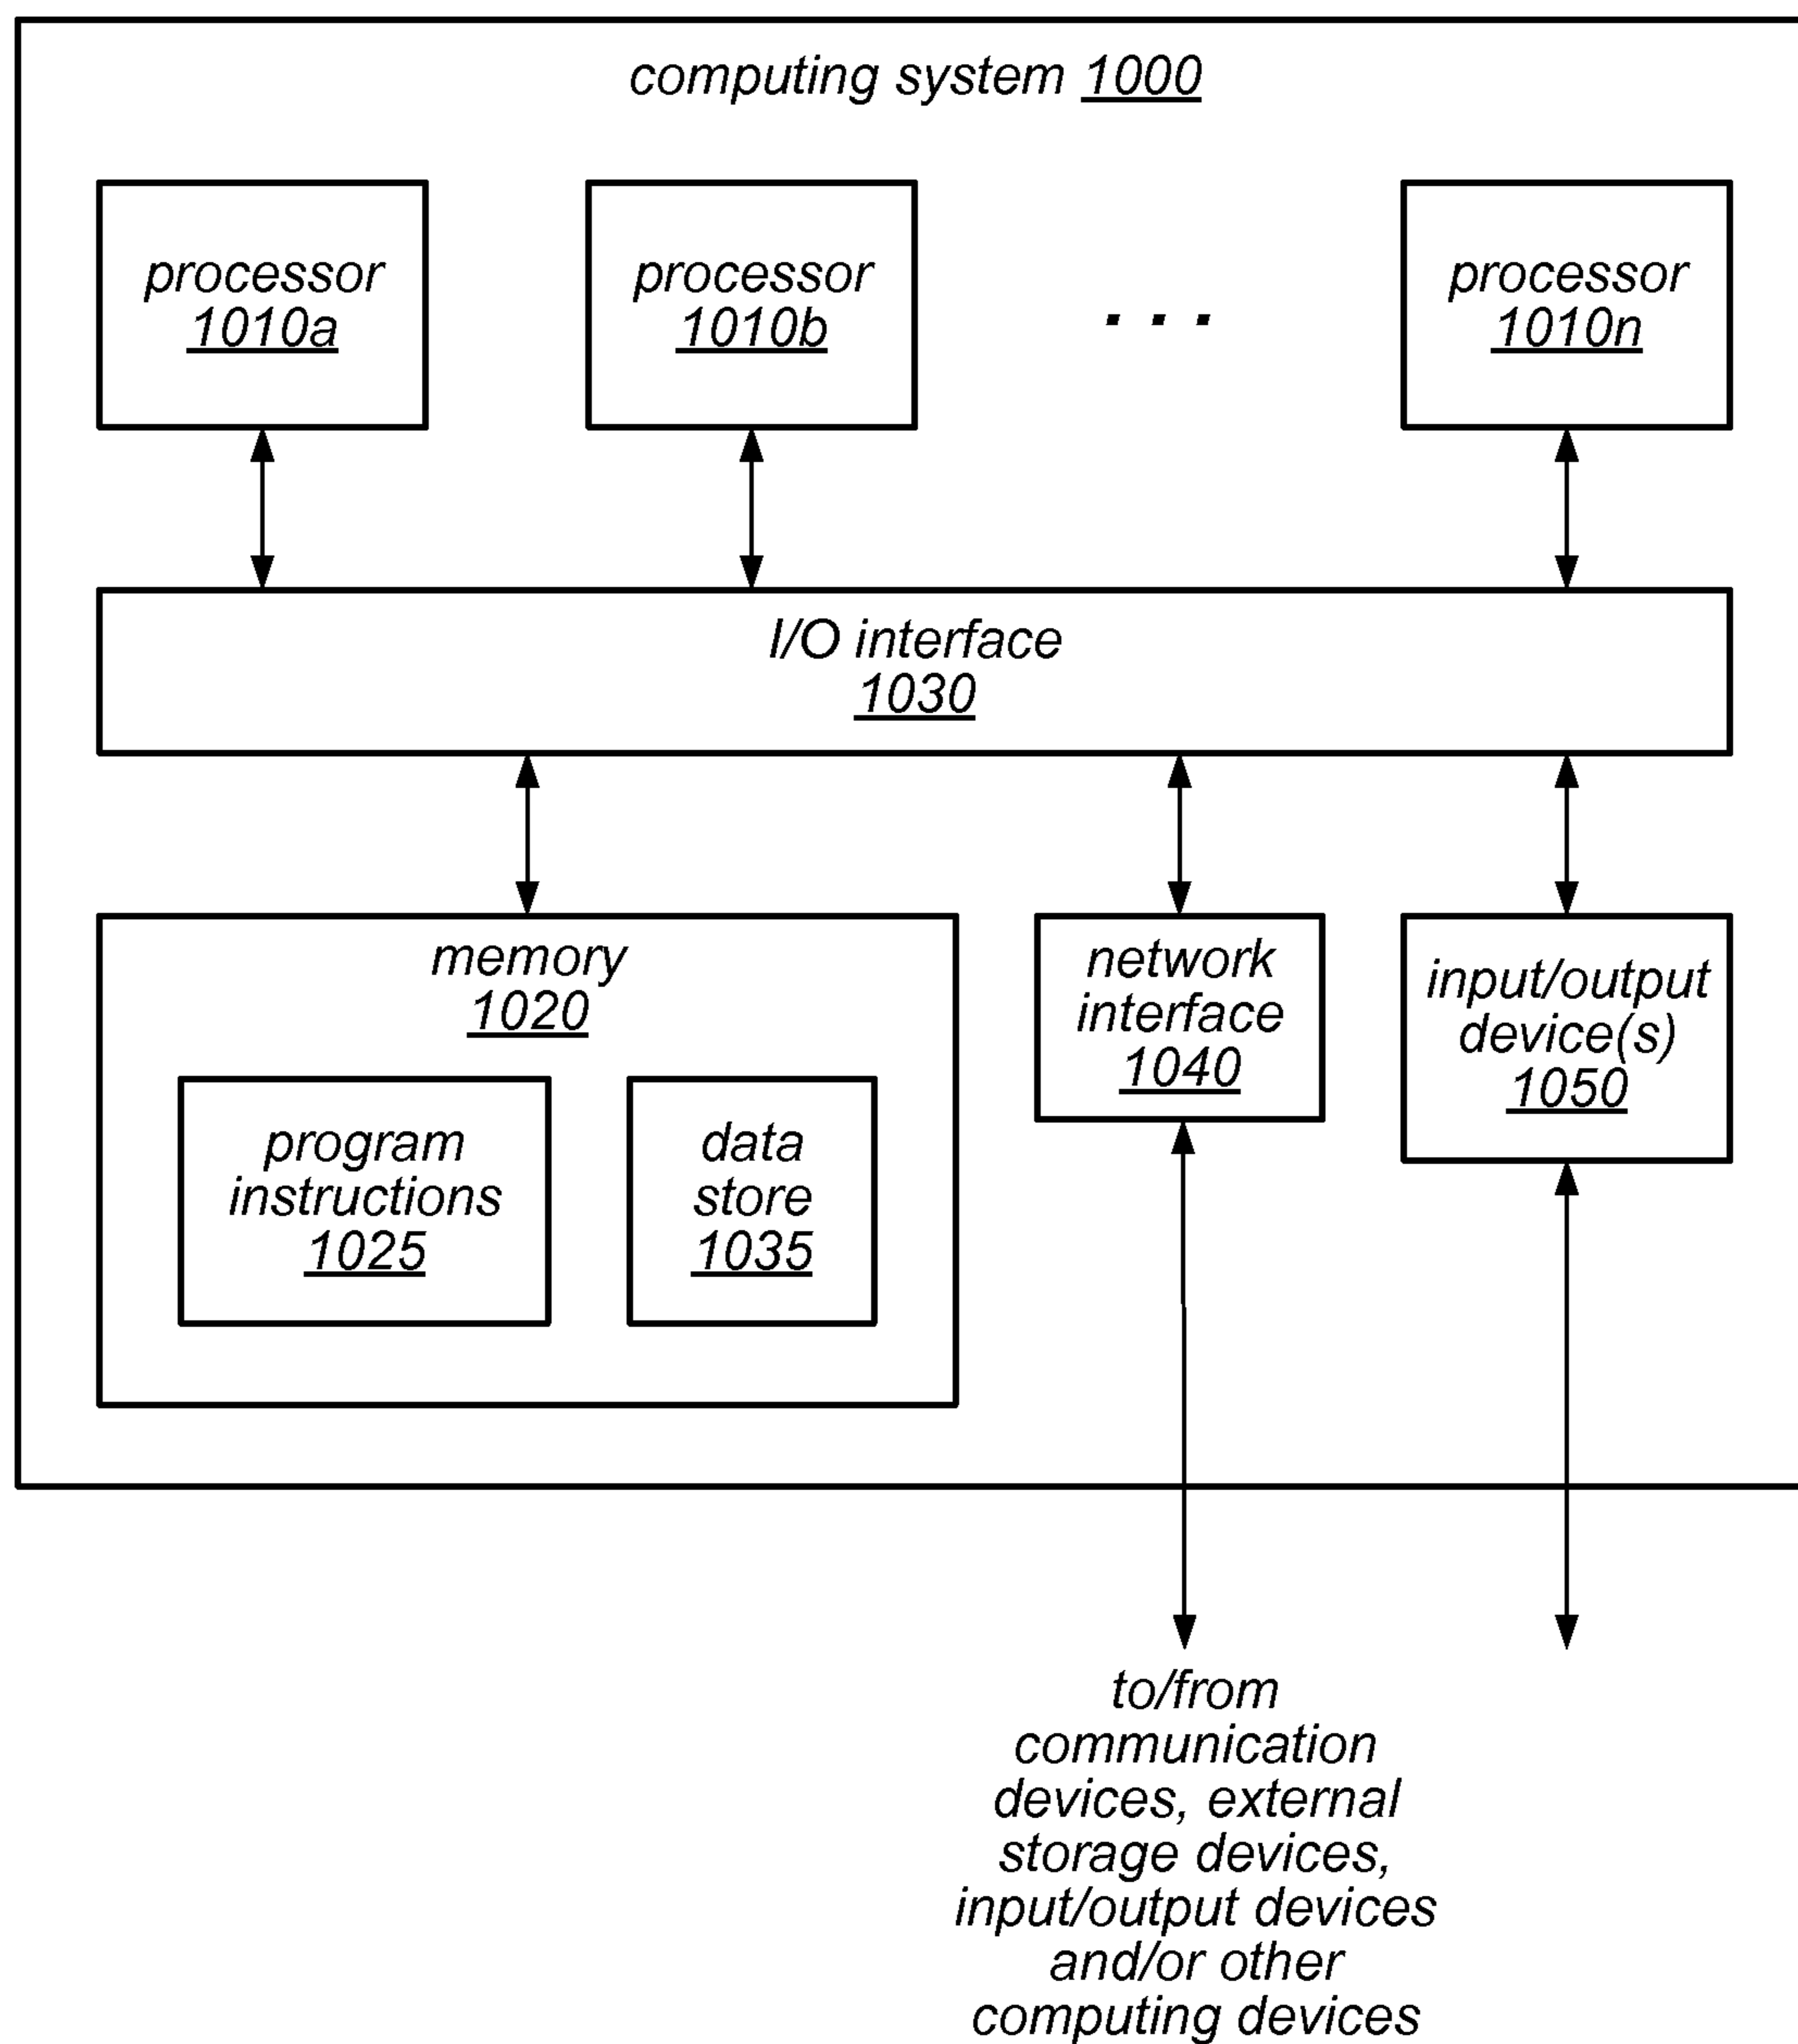 computing system 1000
processor
1010a
processor
1010b
. . .
processor
1010n
I/O interface
1030
memory
1020
program
instructions
1025
data
store
1035
network
interface
1040
input/output
device(s)
1050
to/from
communication
devices, external
storage devices,
input/output devices
and/or other
computing devices